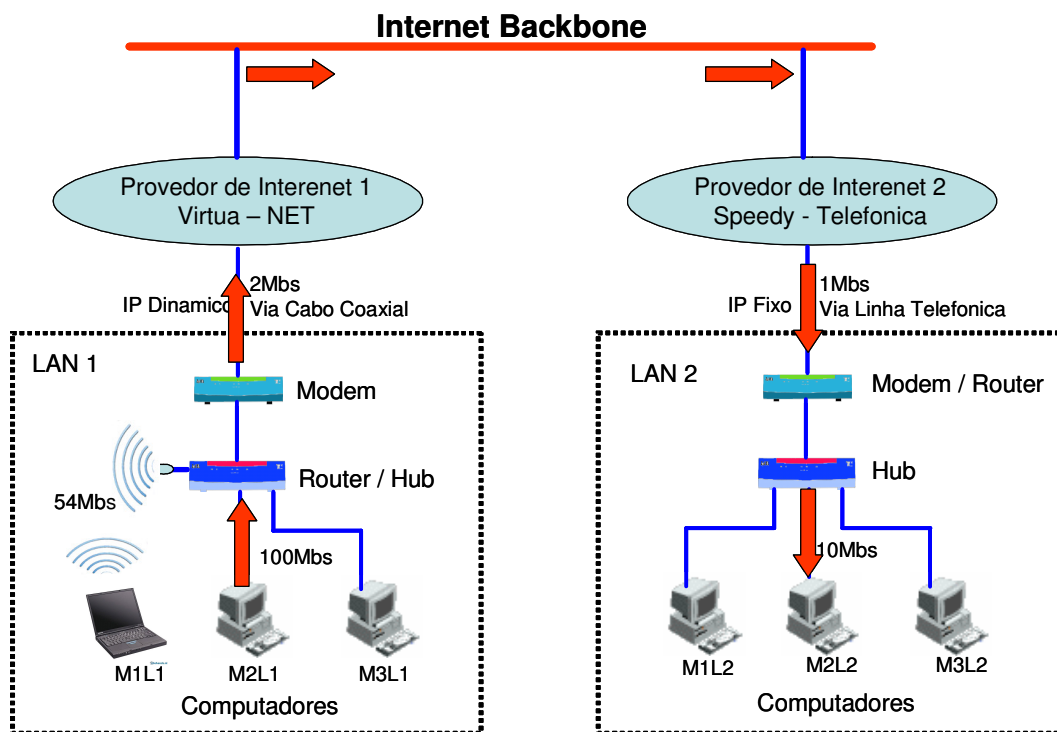 Internet Backbone
Provedor de Interenet 1
Virtua – NET
Provedor de Interenet 2
Speedy - Telefonica
IP Dinamico
2Mbs
Via Cabo Coaxial
IP Fixo
1Mbs
Via Linha Telefonica
LAN 1
Modem
Router / Hub
54Mbs
100Mbs
M1L1
M2L1
M3L1
Computadores
LAN 2
Modem / Router
Hub
10Mbs
M1L2
M2L2
M3L2
Computadores